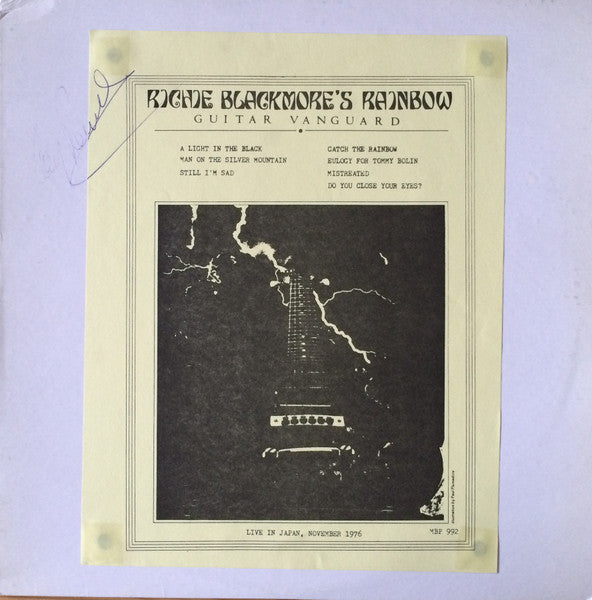 RICHIE BLACKMORE'S RAINBOW
GUITAR VANGUARD
A LIGHT IN THE BLACK
MAN ON THE SILVER MOUNTAIN
STILL I'M SAD
CATCH THE RAINBOW
EULOGY FOR TOMMY BOLIN
MISTREATED
DO YOU CLOSE YOUR EYES?
LIVE IN JAPAN, NOVEMBER 1976
MBP 992